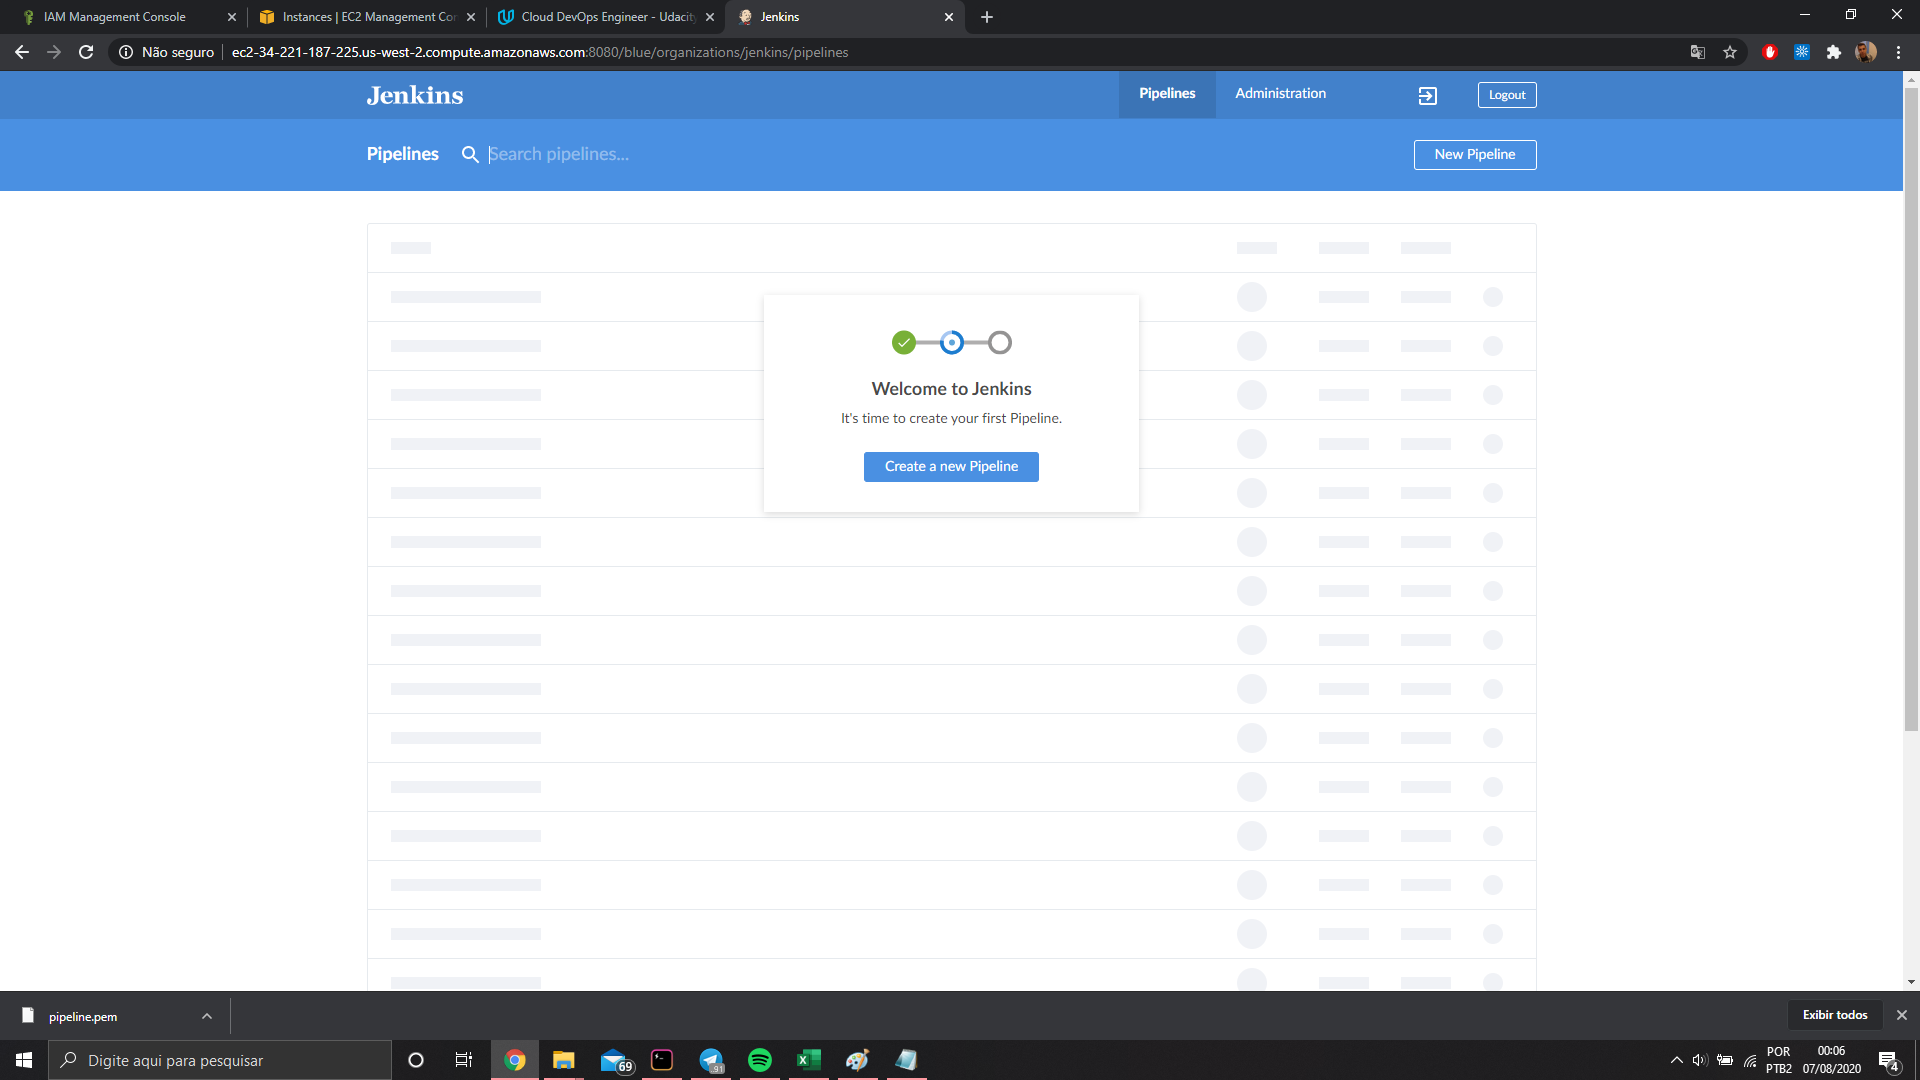 IAM Management Console
Instances | EC2 Management Con
Cloud DevOps Engineer - Udacity
Jenkins
Não seguro
ec2-34-221-187-225.us-west-2.compute.amazonaws.com:8080/blue/organizations/jenkins/pipelines
Jenkins
Pipelines
Administration
Logout
Pipelines
Search pipelines...
New Pipeline
Welcome to Jenkins
It's time to create your first Pipeline.
Create a new Pipeline
pipeline.pem
Exibir todos
Digite aqui para pesquisar
69
91
POR
PTB2
00:06
07/08/2020
4